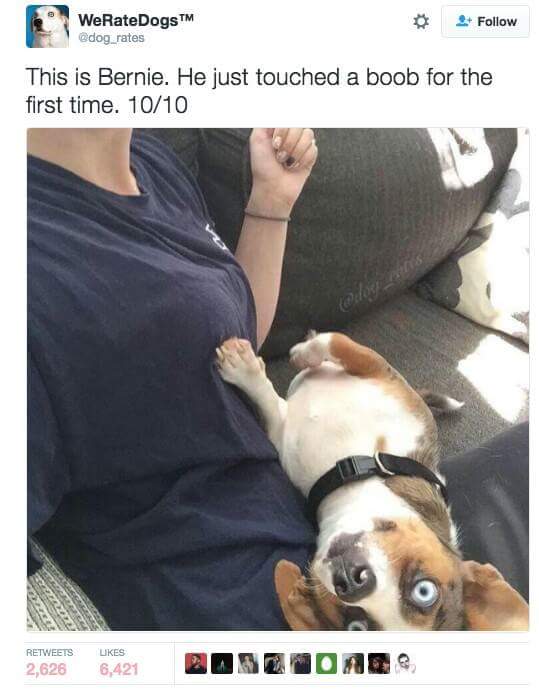 WeRateDogs™
@dog_rates
Follow
This is Bernie. He just touched a boob for the
first time. 10/10
@dog_rates
RETWEETS LIKES
2,626 6,421